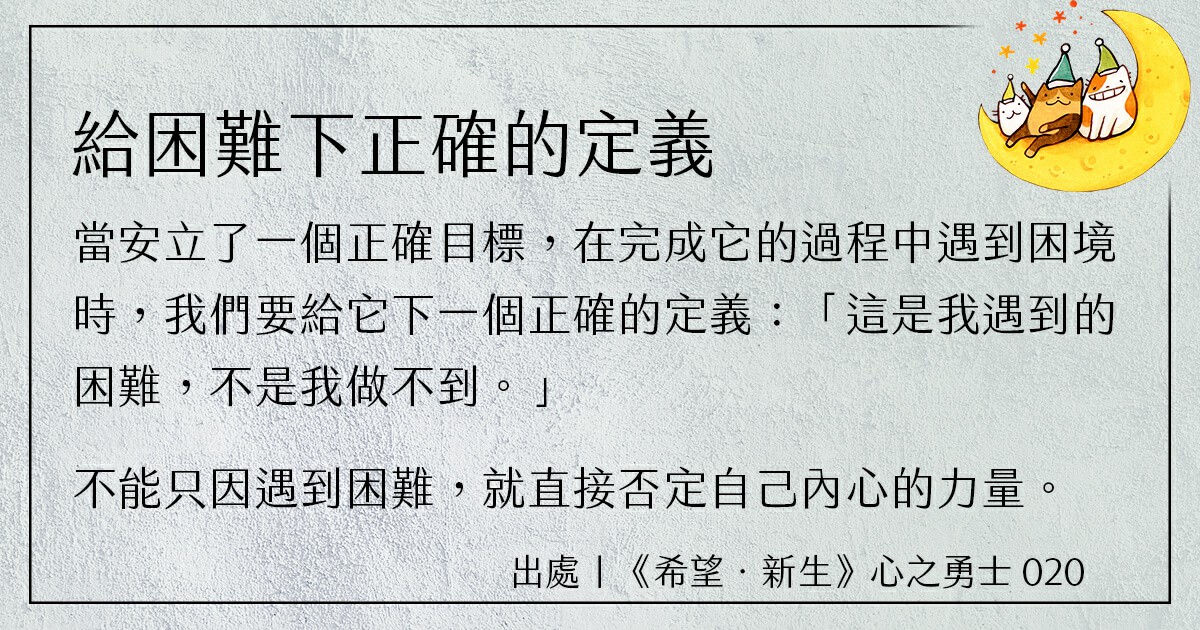 給困難下正確的定義
當安立了一個正確目標，在完成它的過程中遇到困境
時，我們要給它下一個正確的定義：「這是我遇到的
困難，不是我做不到。」
不能只因遇到困難，就直接否定自己內心的力量。
出處｜《希望．新生》心之勇士 020